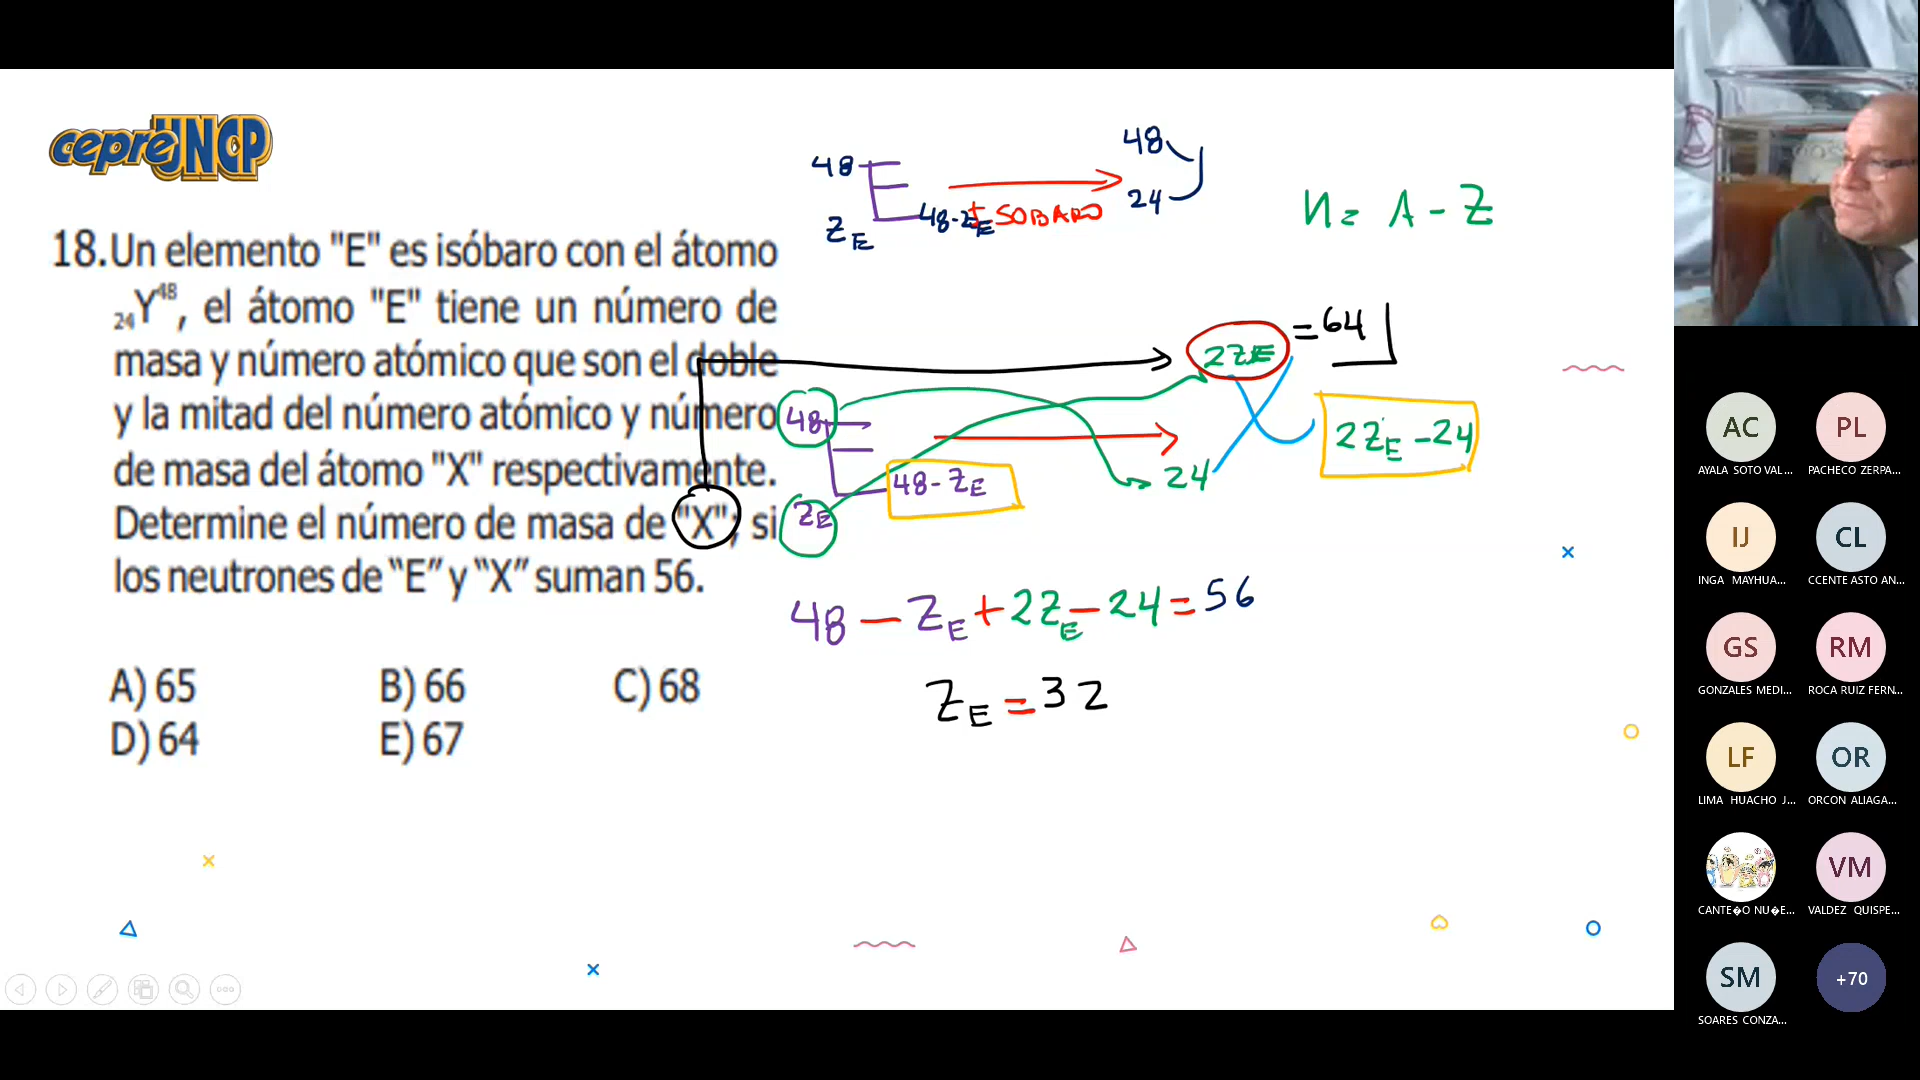 cepreUNCP
18. Un elemento "E" es isóbaro con el átomo
24Y48, el átomo "E" tiene un número de
masa y número atómico que son el doble
y la mitad del número atómico y número
de masa del átomo "X" respectivamente.
Determine el número de masa de "X"; si
los neutrones de “E” y “X” suman 56.
A) 65 B) 66 C) 68
D) 64 E) 67
48 E ZE 48-ZE
ISOBARO
48 Y 24
N = A - Z
2ZE = 64
48 E ZE 48 - ZE
24
2ZE - 24
48 - ZE + 2ZE - 24 = 56
ZE = 32
AC
AYALA SOTO VAL...
PL
PACHECO ZERPA...
IJ
INGA MAYHUA...
CL
CCENTE ASTO AN...
GS
GONZALES MEDI...
RM
ROCA RUIZ FERN...
LF
LIMA HUACHO J...
OR
ORCON ALIAGA...
CANTE�O NU�E...
VM
VALDEZ QUISPE...
SM
SOARES CONZA...
+70